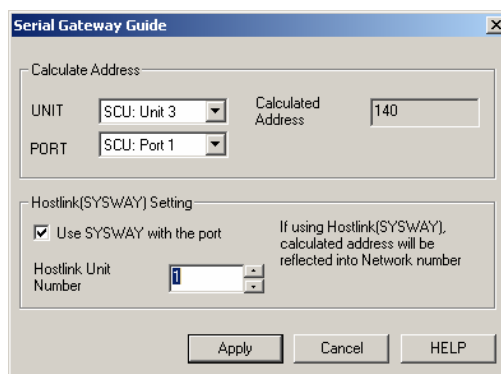 Serial Gateway Guide
Calculate Address
UNIT
SCU: Unit 3
Calculated
Address
140
PORT
SCU: Port 1
Hostlink(SYSWAY) Setting
Use SYSWAY with the port
If using Hostlink(SYSWAY),
calculated address will be
reflected into Network number
Hostlink Unit
Number
1
Apply
Cancel
HELP